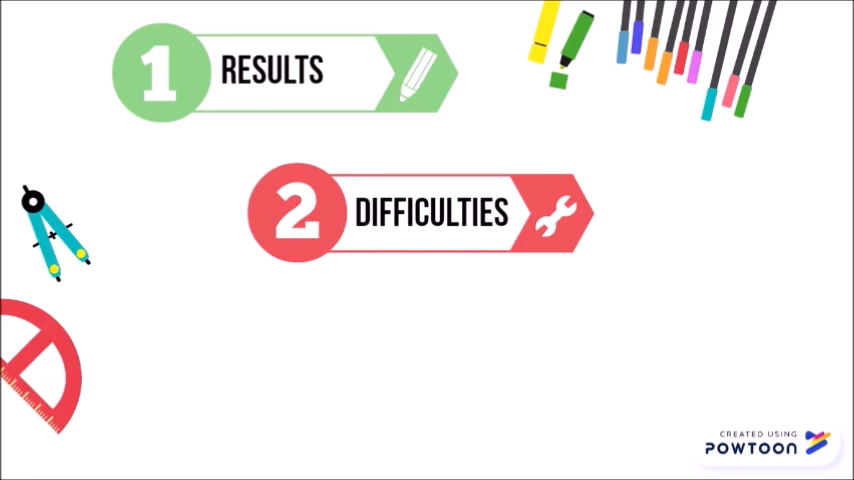 1
RESULTS
2
DIFFICULTIES
CREATED USING
POWTOON